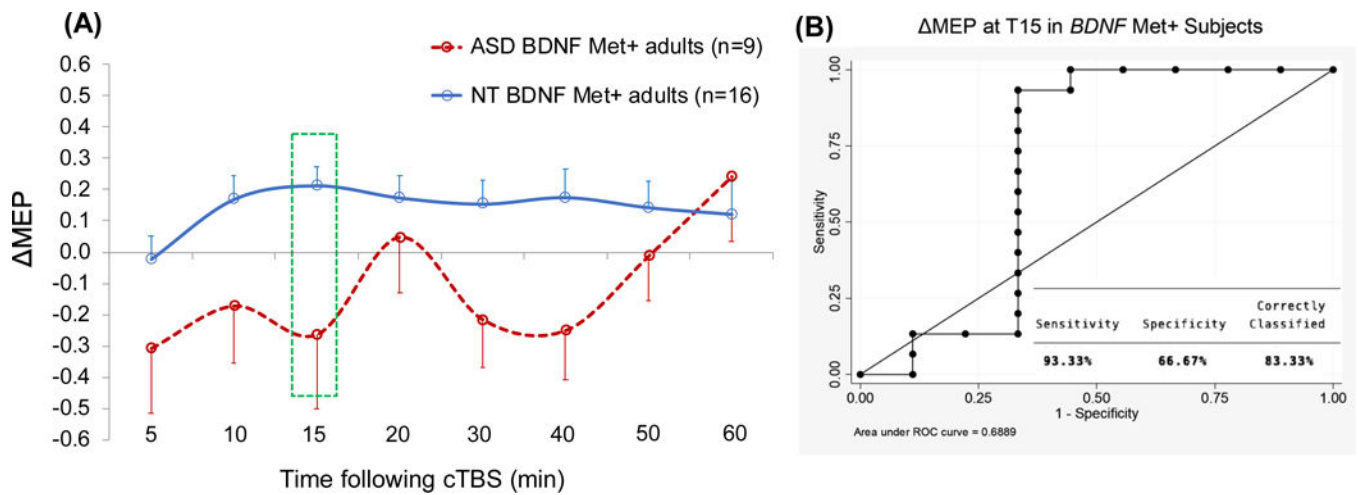 (A)
ASD BDNF Met+ adults (n=9)
NT BDNF Met+ adults (n=16)
0.6
0.5
0.4
0.3
0.2
0.1
0.0
-0.1
-0.2
-0.3
-0.4
-0.5
-0.6
ΔMEP
5 10 15 20 30 40 50 60
Time following cTBS (min)
(B)
ΔMEP at T15 in BDNF Met+ Subjects
1.00
0.75
0.50
0.25
0.00
Sensitivity
Correctly
Sensitivity Specificity Classified
93.33% 66.67% 83.33%
0.00 0.25 0.50 0.75 1.00
1 - Specificity
Area under ROC curve = 0.6889